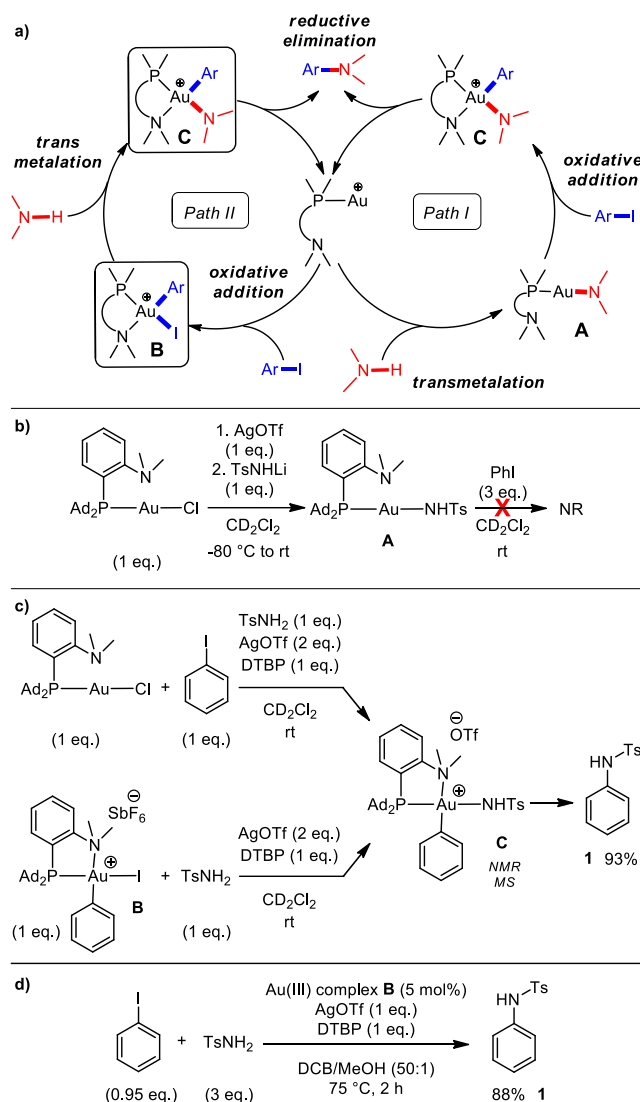 a)
reductive
elimination
Ar
N
P
⊕
Ar
Au
N
N
C
P
⊕
Ar
Au
N
N
C
trans
metalation
oxidative
addition
N
H
Path II
P
Au
⊕
N
Path I
Ar
I
P
⊕
Ar
Au
N
I
B
oxidative
addition
P
Au
N
N
A
Ar
I
N
H
transmetalation
b)
N
Ad₂P
Au
Cl
(1 eq.)
1. AgOTf
(1 eq.)
2. TsNHLi
(1 eq.)
CD₂Cl₂
-80 °C to rt
N
Ad₂P
Au
NHTs
A
PhI
(3 eq.)
X
CD₂Cl₂
rt
NR
c)
N
Ad₂P
Au
Cl
(1 eq.)
+
I
(1 eq.)
TsNH₂ (1 eq.)
AgOTf (2 eq.)
DTBP (1 eq.)
CD₂Cl₂
rt
⊖
OTf
N
⊕
Ad₂P
Au
NHTs
C
NMR
MS
Ts
HN
1 93%
⊖
SbF₆
N
⊕
Ad₂P
Au
I
B
(1 eq.)
+
TsNH₂
(1 eq.)
AgOTf (2 eq.)
DTBP (1 eq.)
CD₂Cl₂
rt
d)
I
(0.95 eq.)
+
TsNH₂
(3 eq.)
Au(III) complex B (5 mol%)
AgOTf (1 eq.)
DTBP (1 eq.)
DCB/MeOH (50:1)
75 °C, 2 h
HN
Ts
88% 1